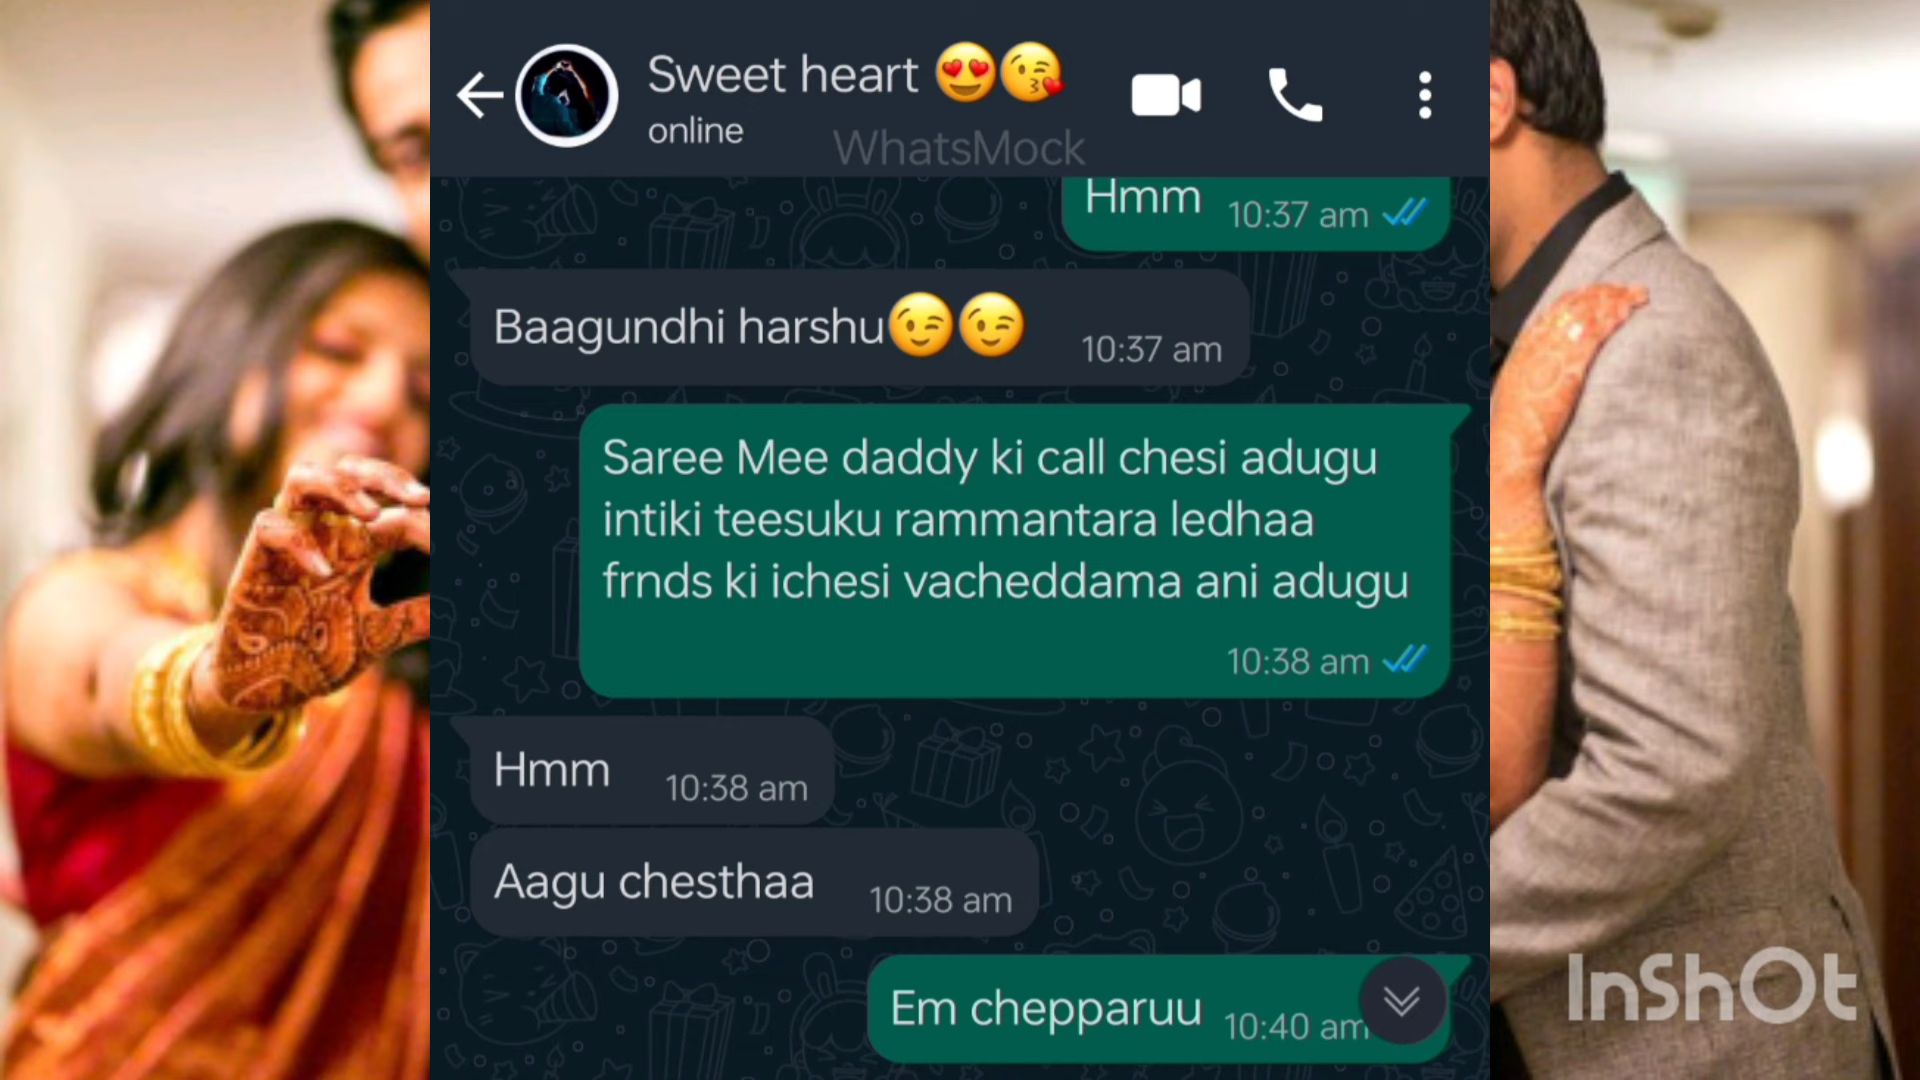 Sweet heart 😍😘
online
WhatsMock
Hmm 10:37 am
Baagundhi harshu😉😉 10:37 am
Saree Mee daddy ki call chesi adugu
intiki teesuku rammantara ledhaa
frnds ki ichesi vacheddama ani adugu
10:38 am
Hmm 10:38 am
Aagu chesthaa 10:38 am
Em chepparuu 10:40 am
InShOt